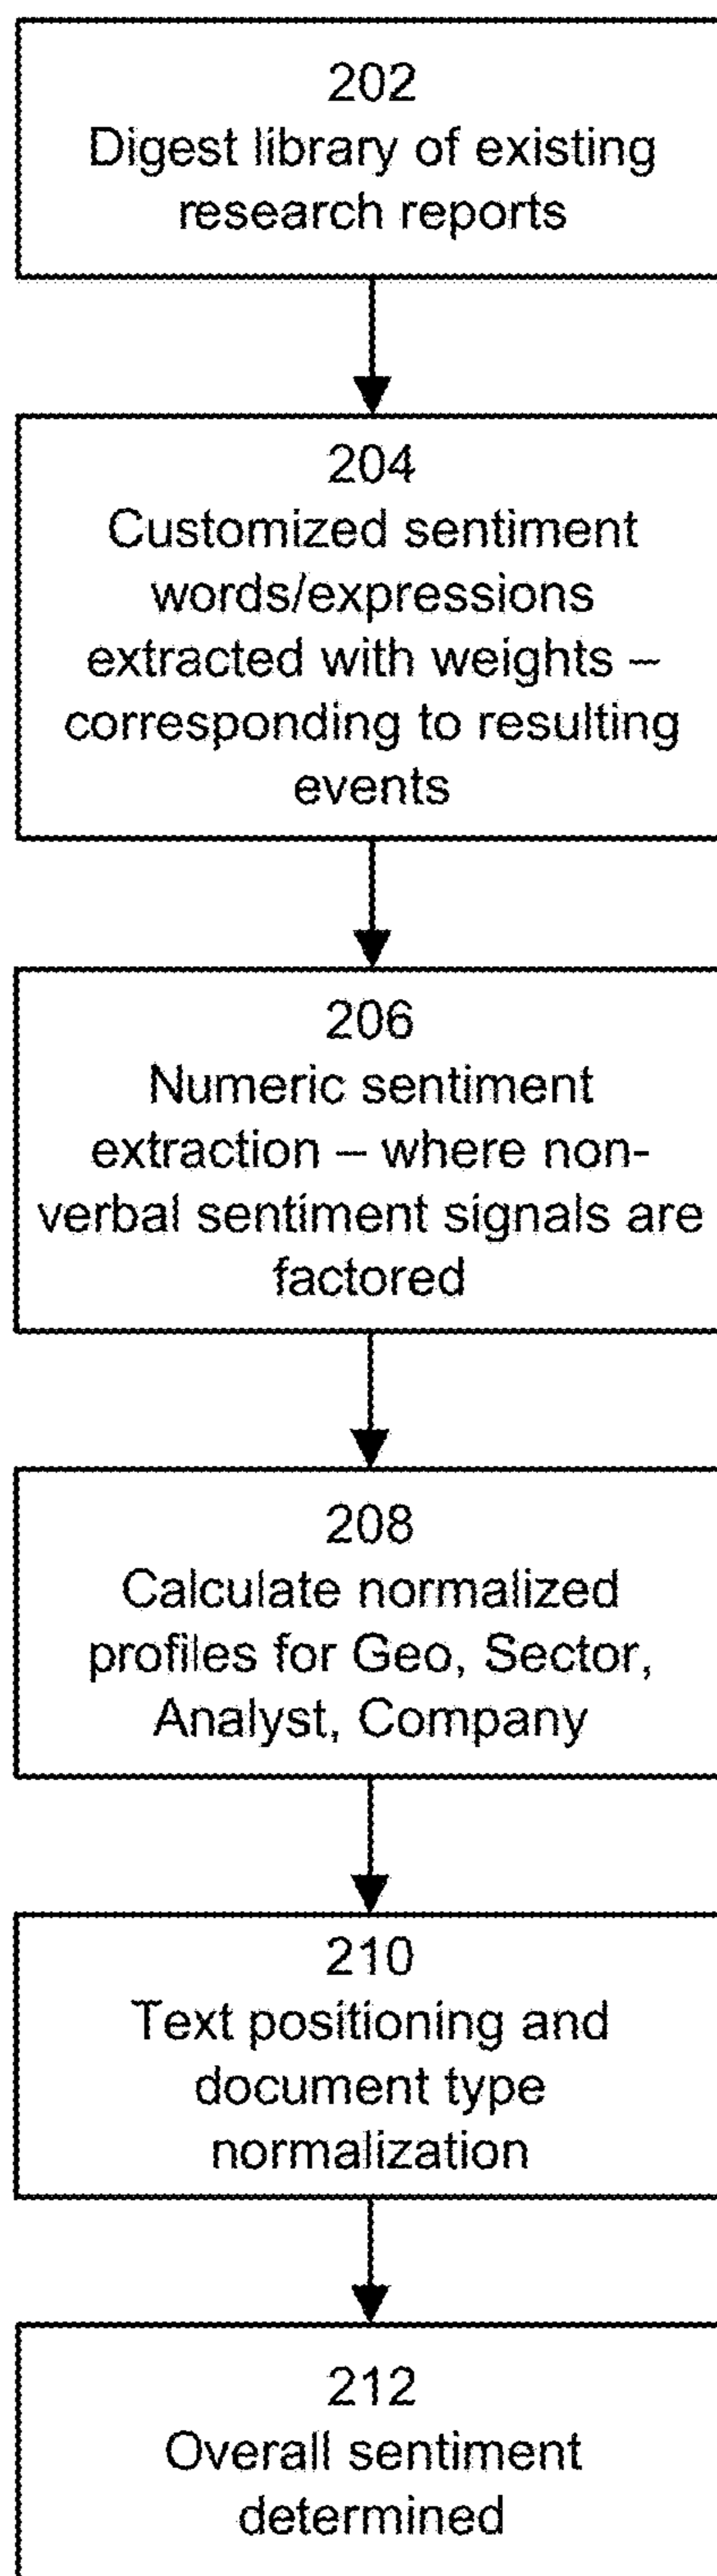 202
Digest library of existing
research reports
204
Customized sentiment
words/expressions
extracted with weights –
corresponding to resulting
events
206
Numeric sentiment
extraction – where non-
verbal sentiment signals are
factored
208
Calculate normalized
profiles for Geo, Sector,
Analyst, Company
210
Text positioning and
document type
normalization
212
Overall sentiment
determined